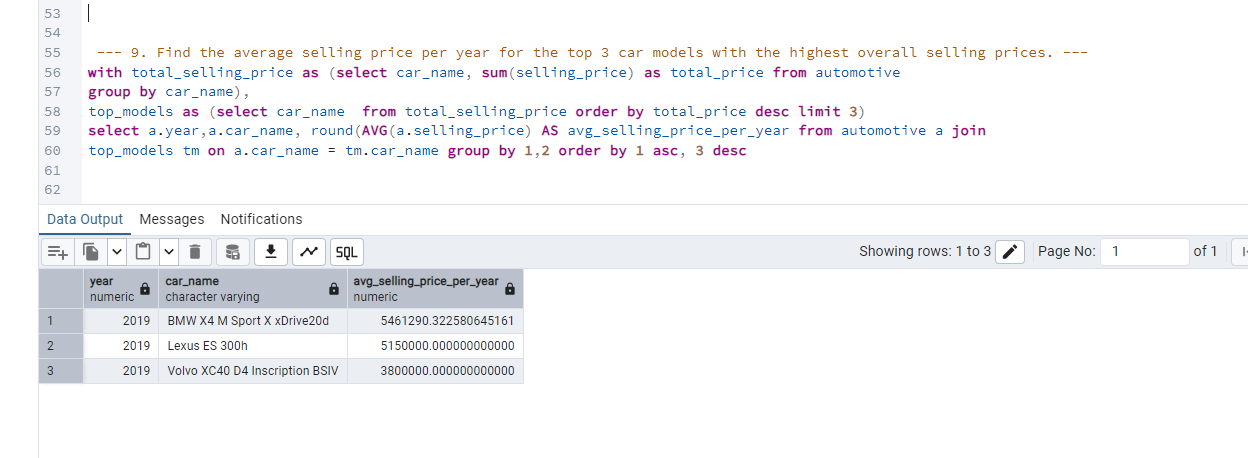 53
54
55 --- 9. Find the average selling price per year for the top 3 car models with the highest overall selling prices. ---
56 with total_selling_price as (select car_name, sum(selling_price) as total_price from automotive
57 group by car_name),
58 top_models as (select car_name  from total_selling_price order by total_price desc limit 3)
59 select a.year,a.car_name, round(AVG(a.selling_price) AS avg_selling_price_per_year from automotive a join
60 top_models tm on a.car_name = tm.car_name group by 1,2 order by 1 asc, 3 desc
61
62
Data Output Messages Notifications
SQL Showing rows: 1 to 3 Page No: 1 of 1
year car_name avg_selling_price_per_year
numeric character varying numeric
1 2019 BMW X4 M Sport X xDrive20d 5461290.322580645161
2 2019 Lexus ES 300h 5150000.000000000000
3 2019 Volvo XC40 D4 Inscription BSIV 3800000.000000000000